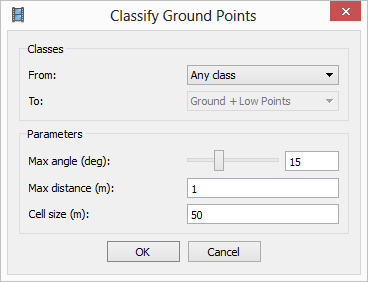 Classify Ground Points
Classes
From: Any class
To: Ground + Low Points
Parameters
Max angle (deg): 15
Max distance (m): 1
Cell size (m): 50
OK Cancel